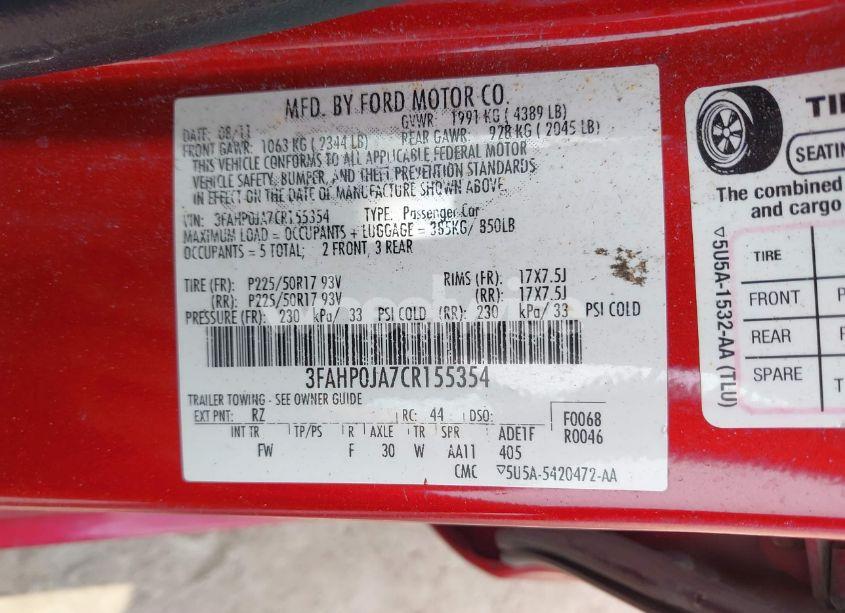 MFD. BY FORD MOTOR CO.
DATE: 08/11 GVWR: 1991 KG ( 4389 LB)
FRONT GAWR: 1063 KG ( 2344 LB) REAR GAWR: 928 KG ( 2045 LB)
THIS VEHICLE CONFORMS TO ALL APPLICABLE FEDERAL MOTOR
VEHICLE SAFETY, BUMPER, AND THEFT PREVENTION STANDARDS
IN EFFECT ON THE DATE OF MANUFACTURE SHOWN ABOVE.
VIN: 3FAHP0JA7CR155354 TYPE: Passenger Car
MAXIMUM LOAD = OCCUPANTS + LUGGAGE = 385KG/ 850LB
OCCUPANTS = 5 TOTAL; 2 FRONT, 3 REAR
TIRE (FR): P225/50R17 93V RIMS (FR): 17X7.5J
(RR): P225/50R17 93V (RR): 17X7.5J
PRESSURE (FR): 230 kPa/ 33 PSI COLD (RR): 230 kPa/ 33 PSI COLD
3FAHP0JA7CR155354
TRAILER TOWING - SEE OWNER GUIDE
EXT PNT: RZ RC: 44 DSO: F0068
INT TR TP/PS R AXLE TR SPR ADE1F R0046
FW F 30 W AA11 405
CMC ▽5U5A-5420472-AA
▽5U5A-1532-AA (TLU)
TI
SEATIN
The combined
and cargo
TIRE
FRONT
REAR
SPARE